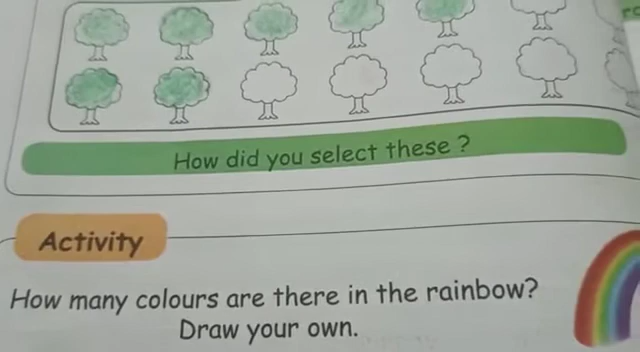 How did you select these ?
Activity
How many colours are there in the rainbow?
Draw your own.